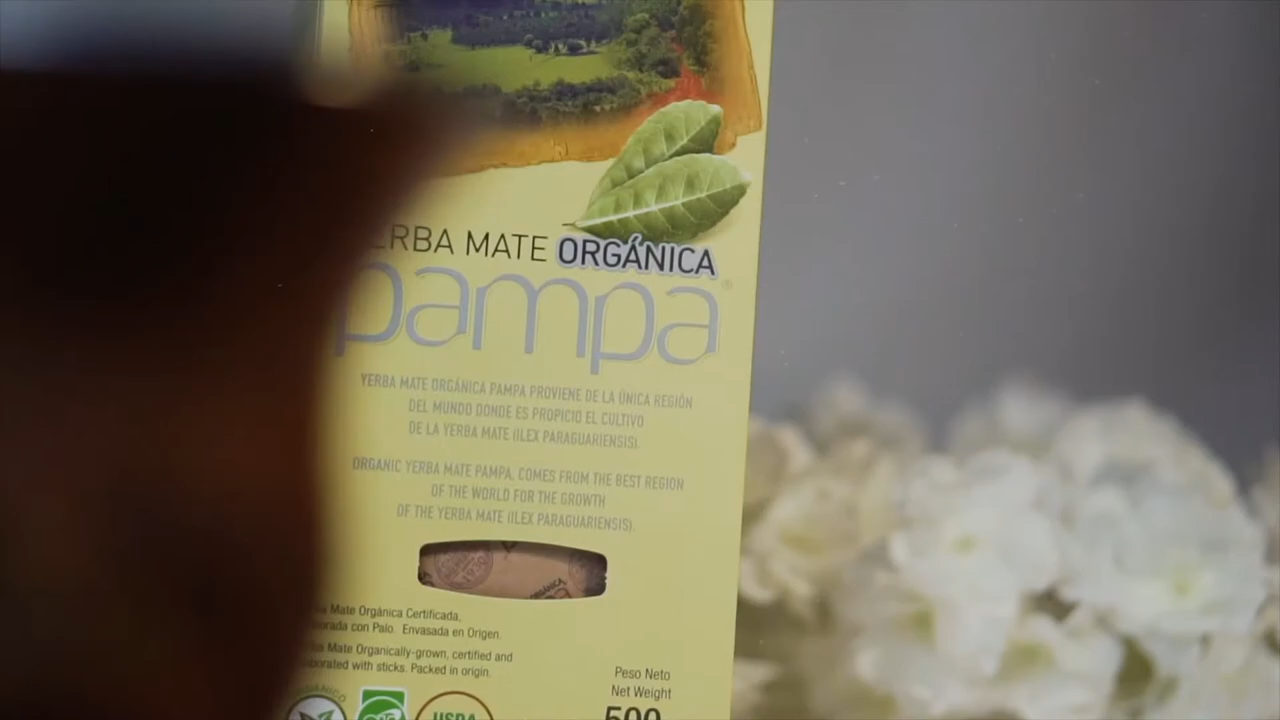 ERBA MATE ORGÁNICA
pampa®
YERBA MATE ORGÁNICA PAMPA PROVIENE DE LA ÚNICA REGIÓN
DEL MUNDO DONDE ES PROPICIO EL CULTIVO
DE LA YERBA MATE (ILEX PARAGUARIENSIS).
ORGANIC YERBA MATE PAMPA, COMES FROM THE BEST REGION
OF THE WORLD FOR THE GROWTH
OF THE YERBA MATE (ILEX PARAGUARIENSIS)
Mate Orgánica Certificada,
orada con Palo. Envasada en Origen.
Mate Organically-grown, certified and
porated with sticks. Packed in origin.
Peso Neto
Net Weight
500
USDA